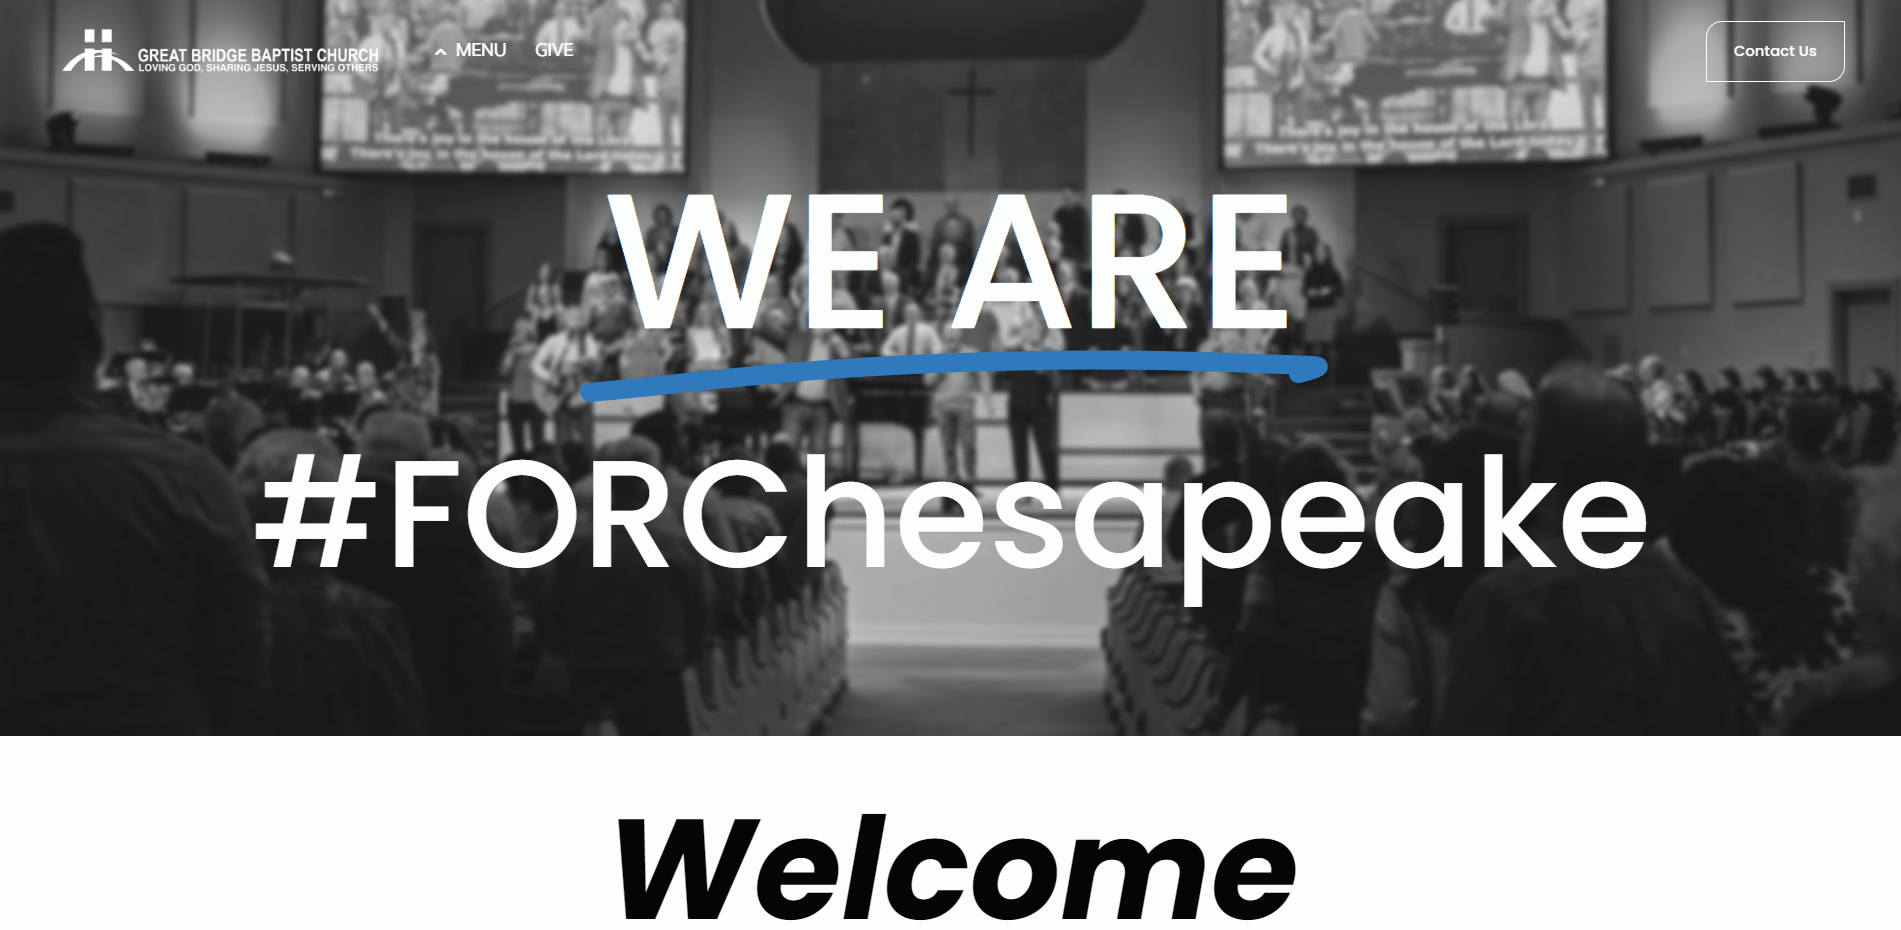 GREAT BRIDGE BAPTIST CHURCH
LOVING GOD, SHARING JESUS, SERVING OTHERS
MENU
GIVE
Contact Us
There's joy in the house of the Lord
There's joy in the house of the Lord today
There's joy in the house of the Lord
There's joy in the house of the Lord today
WE ARE
#FORChesapeake
Welcome